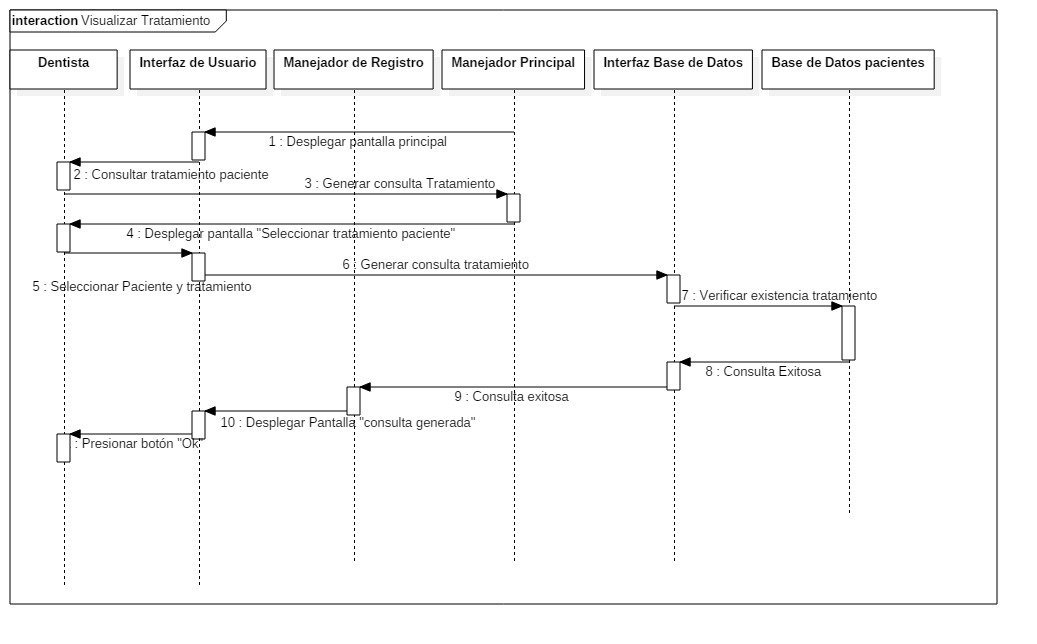 interaction Visualizar Tratamiento
Dentista
Interfaz de Usuario
Manejador de Registro
Manejador Principal
Interfaz Base de Datos
Base de Datos pacientes
1 : Desplegar pantalla principal
2 : Consultar tratamiento paciente
3 : Generar consulta Tratamiento
4 : Desplegar pantalla "Seleccionar tratamiento paciente"
5 : Seleccionar Paciente y tratamiento
6 : Generar consulta tratamiento
7 : Verificar existencia tratamiento
8 : Consulta Exitosa
9 : Consulta exitosa
10 : Desplegar Pantalla "consulta generada"
: Presionar botón "Ok